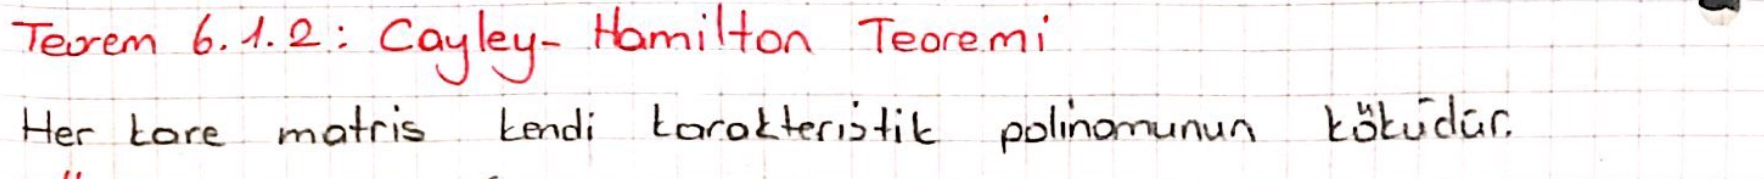 Teorem 6.1.2: Cayley-Hamilton Teoremi
Her kare matris kendi karakteristik polinomunun köküdür.